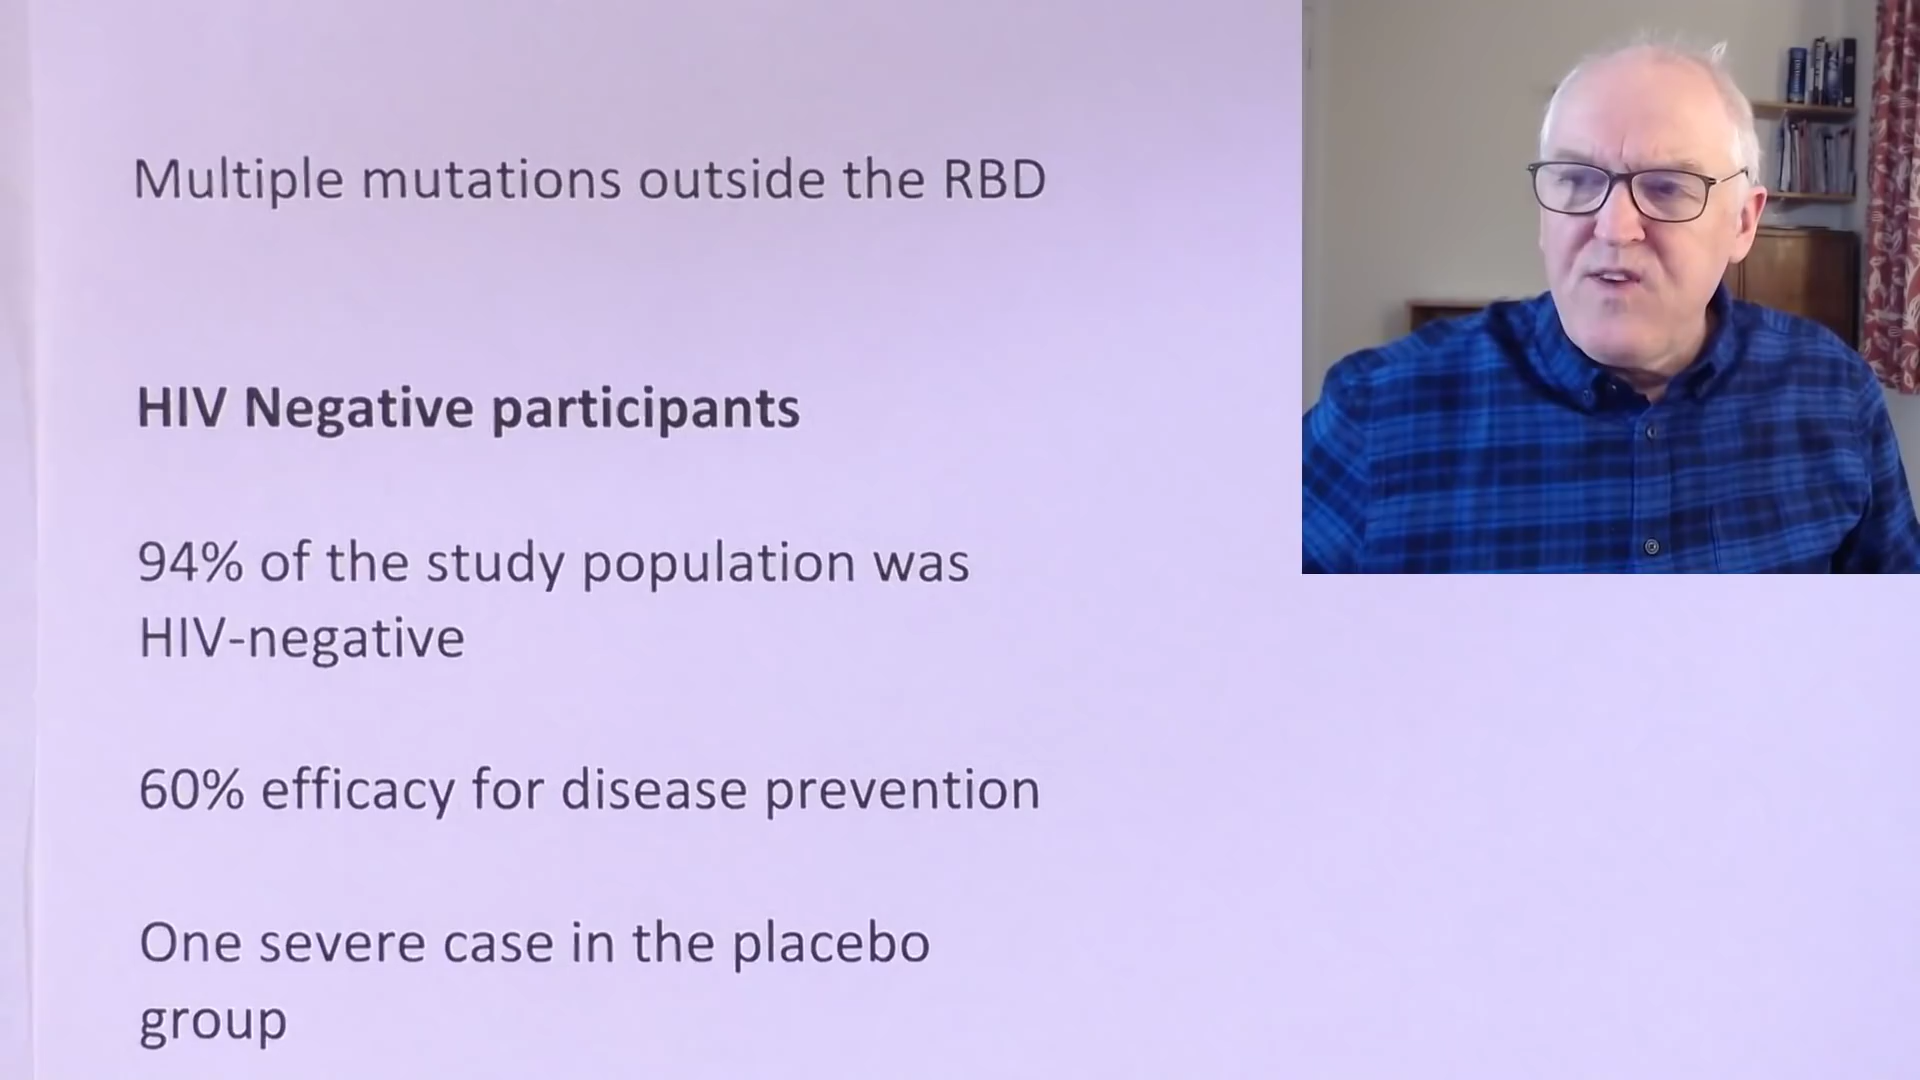 Multiple mutations outside the RBD
HIV Negative participants
94% of the study population was
HIV-negative
60% efficacy for disease prevention
One severe case in the placebo
group